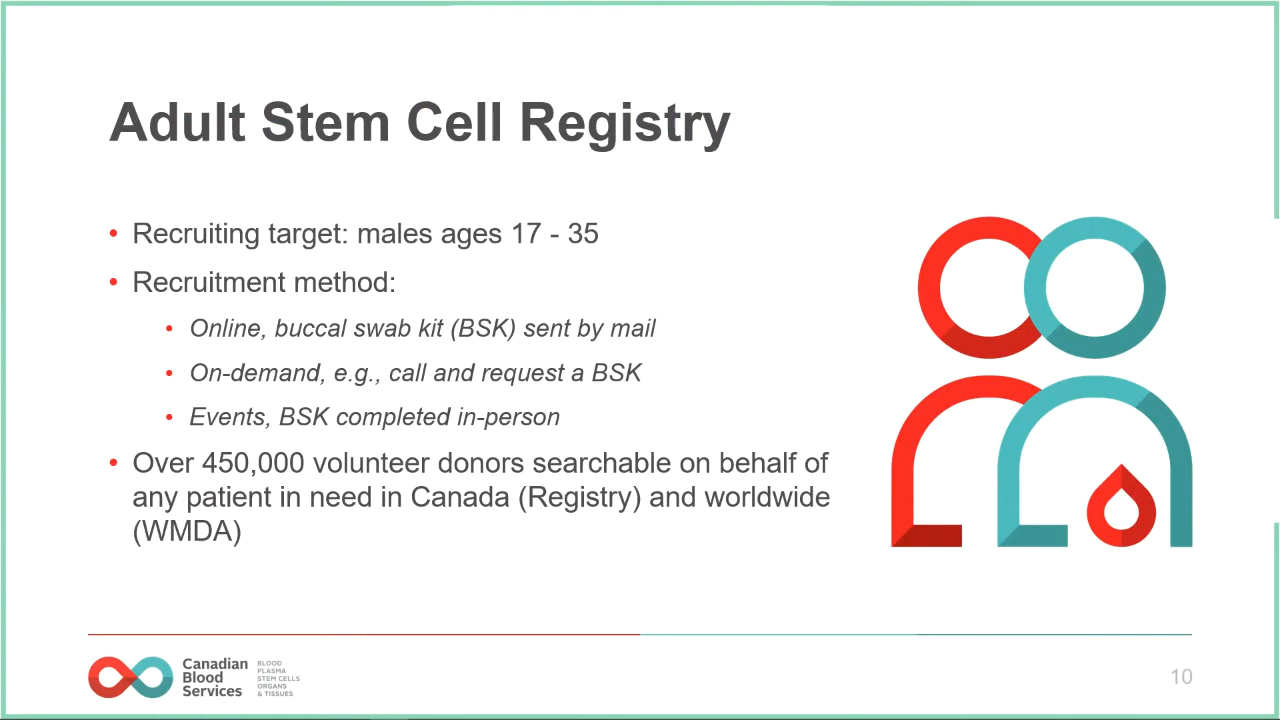 Adult Stem Cell Registry
• Recruiting target: males ages 17 - 35
• Recruitment method:
• Online, buccal swab kit (BSK) sent by mail
• On-demand, e.g., call and request a BSK
• Events, BSK completed in-person
• Over 450,000 volunteer donors searchable on behalf of
any patient in need in Canada (Registry) and worldwide
(WMDA)
Canadian
Blood
Services
BLOOD
PLASMA
STEM CELLS
ORGANS
& TISSUES
10